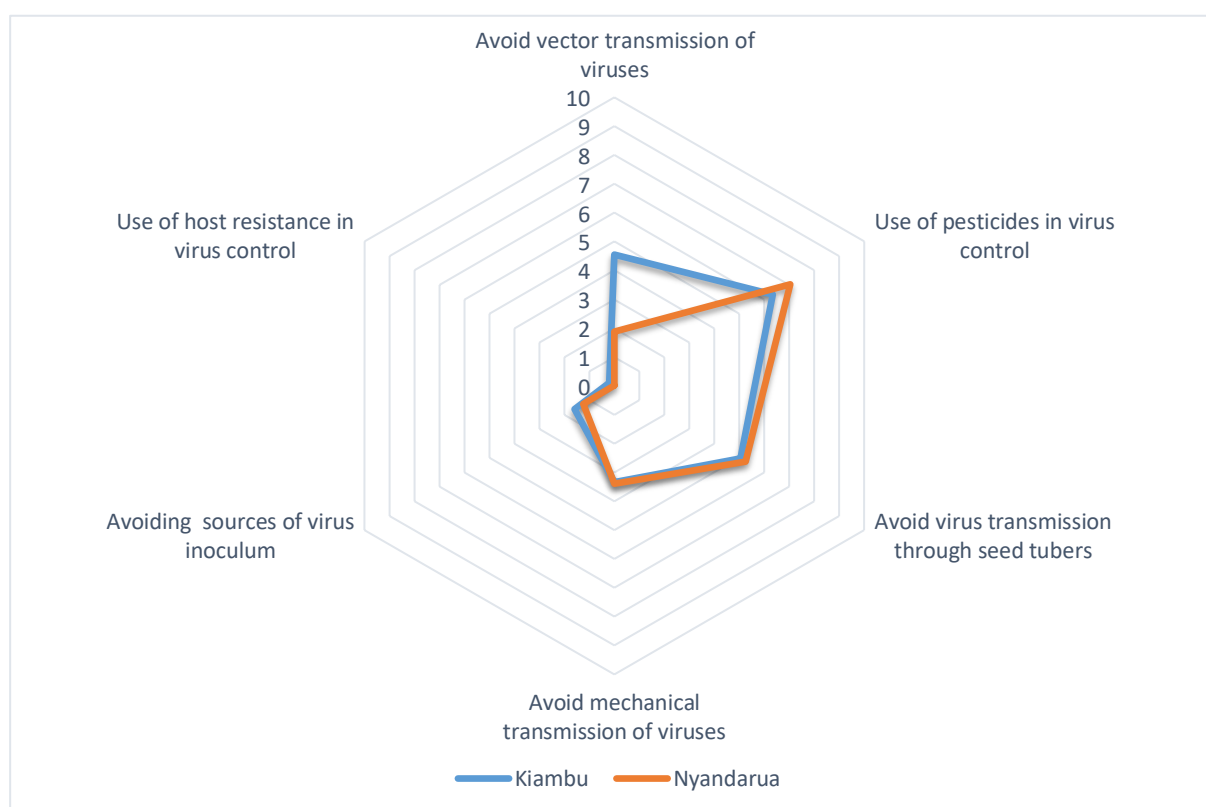 Avoid vector transmission of
viruses
10
9
8
7
6
5
4
3
2
1
0
Use of pesticides in virus
control
Avoid virus transmission
through seed tubers
Avoid mechanical
transmission of viruses
Avoiding  sources of virus
inoculum
Use of host resistance in
virus control
Kiambu
Nyandarua